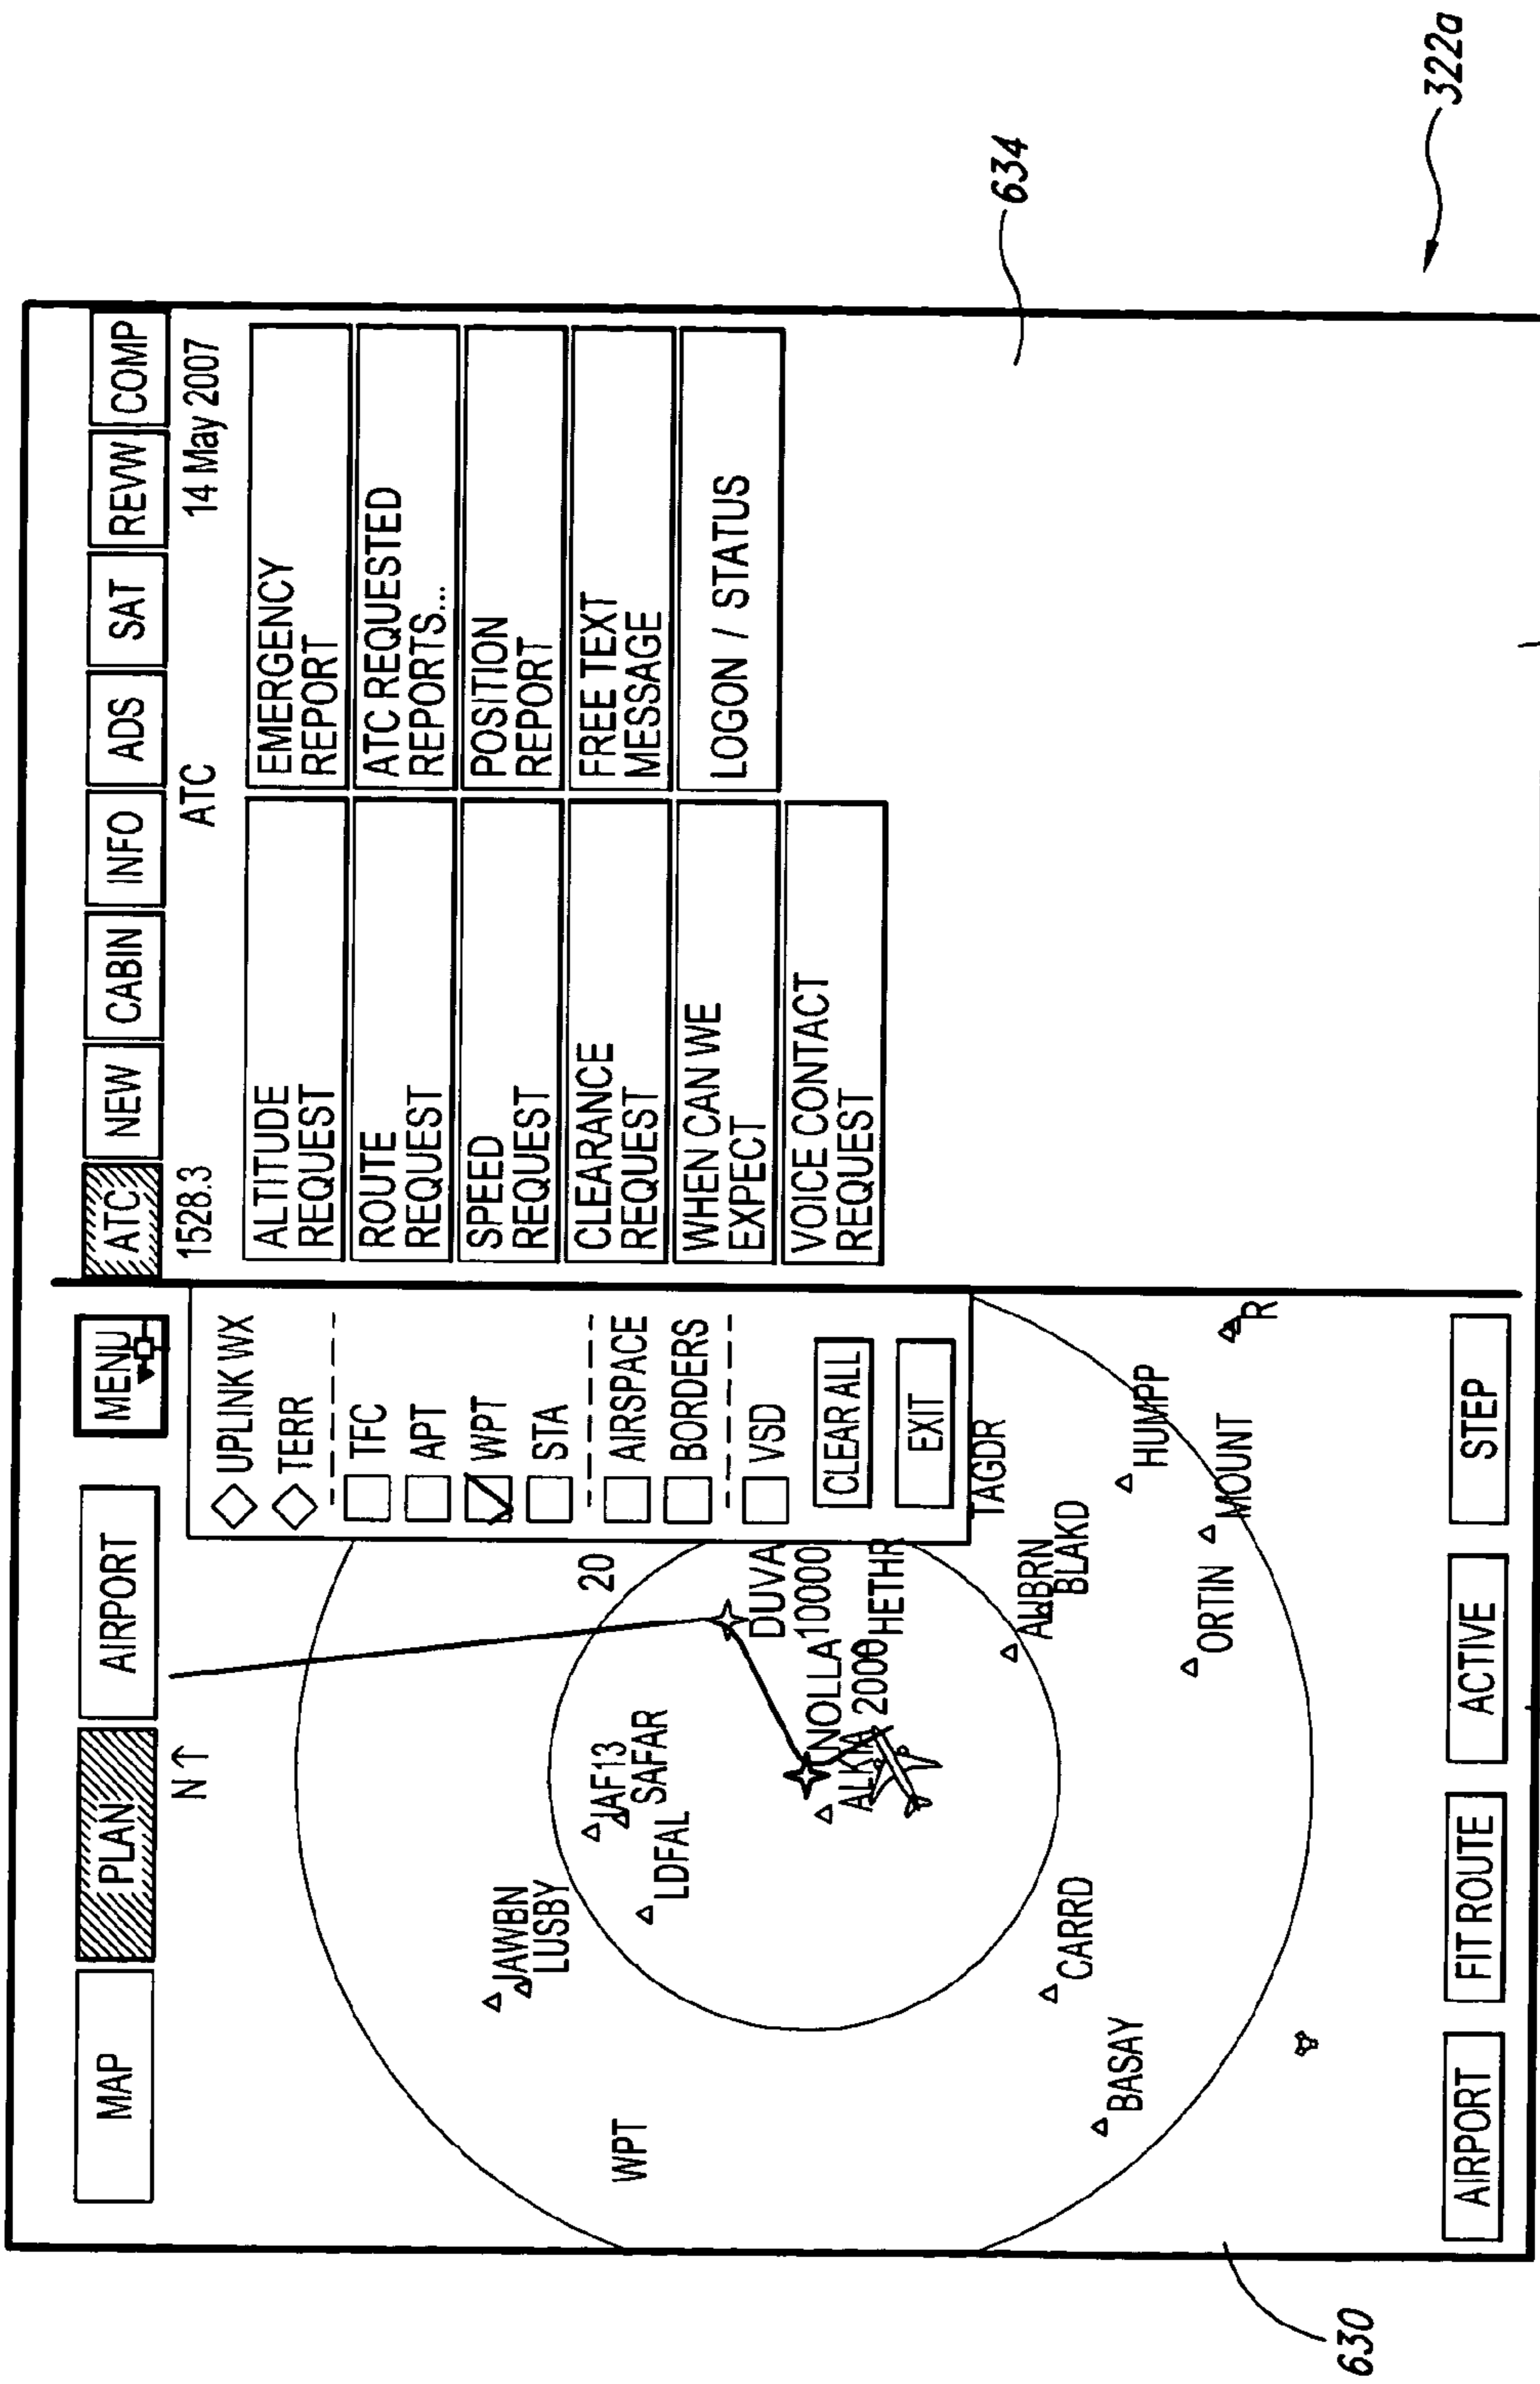 MAP
PLAN
AIRPORT
MENU
N↑
UPLINK WX
TERR
TFC
APT
WPT
STA
AIRSPACE
BORDERS
VSD
CLEAR ALL
EXIT
20
JAWBN
LUSBY
JAF13
SAFAR
LDFAL
WPT
DUVA
10000
NOLLA
2000
HETHR
TAGDR
AWBRN
BLAKD
HUMPP
MOUNT
ORTIN
CARRD
BASAY
R
AIRPORT
FIT ROUTE
ACTIVE
STEP
ATC
NEW
CABIN
INFO
ADS
SAT
REVW
COMP
1528.3
ATC
14 May 2007
ALTITUDE
REQUEST
EMERGENCY
REPORT
ROUTE
REQUEST
ATC REQUESTED
REPORTS...
SPEED
REQUEST
POSITION
REPORT
CLEARANCE
REQUEST
FREE TEXT
MESSAGE
WHEN CAN WE
EXPECT
LOGON / STATUS
VOICE CONTACT
REQUEST
630
634
322a